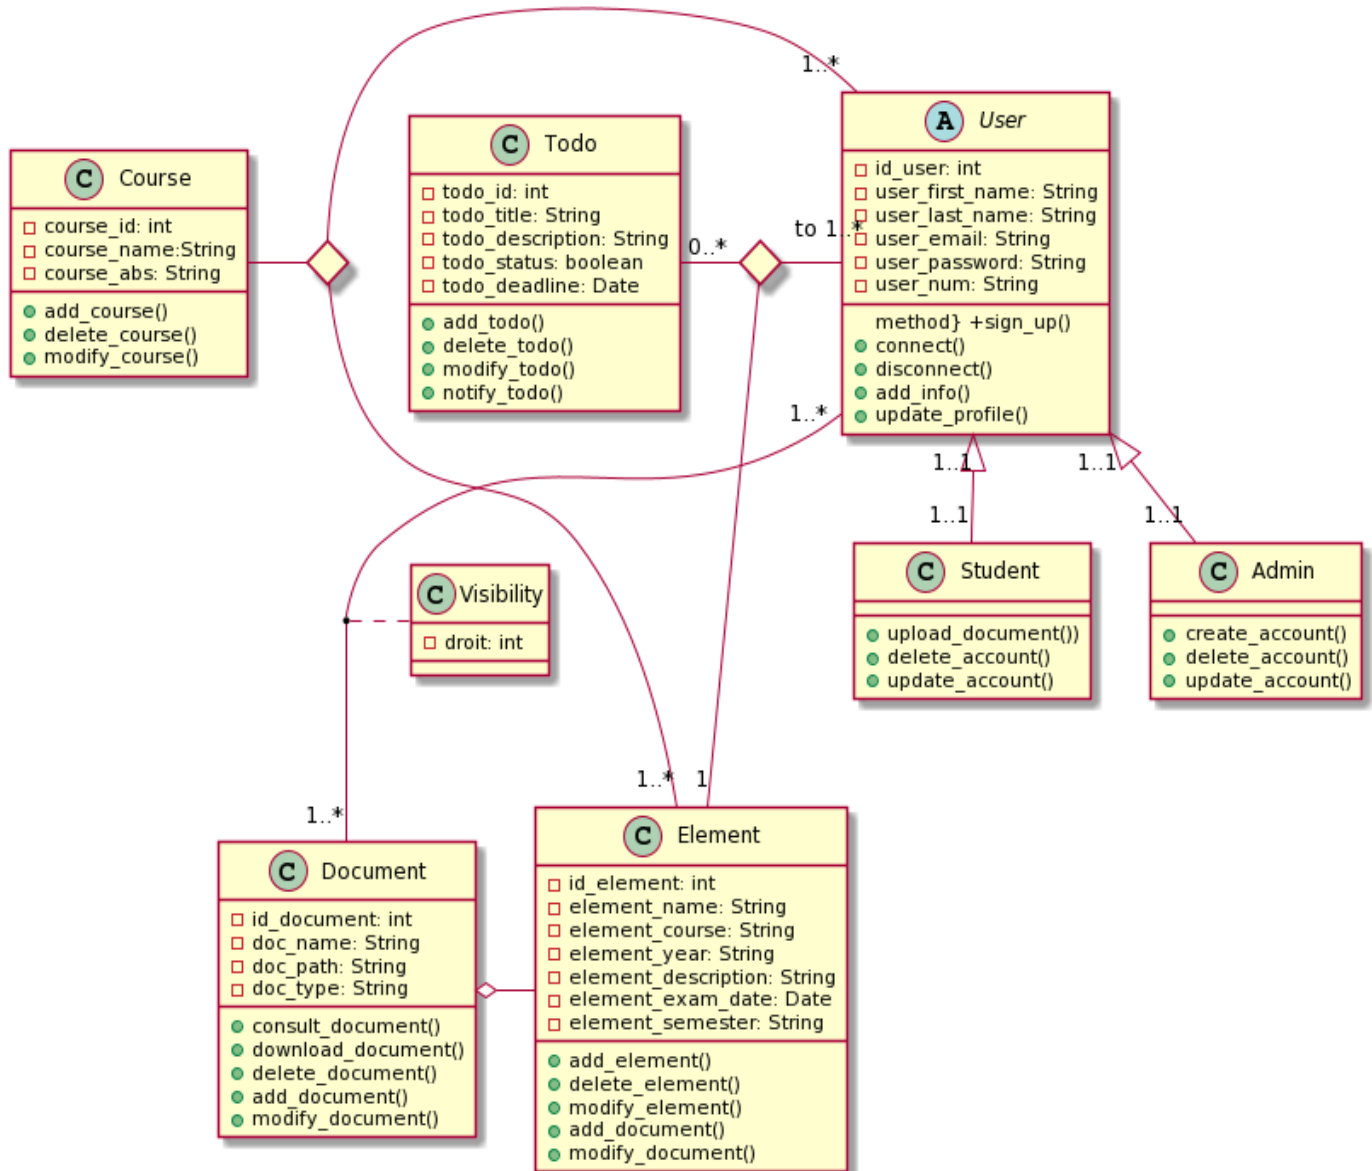 1..*
A User
id_user: int
user_first_name: String
user_last_name: String
user_email: String
user_password: String
user_num: String
method} +sign_up()
connect()
disconnect()
add_info()
update_profile()
C Todo
todo_id: int
todo_title: String
todo_description: String
todo_status: boolean
todo_deadline: Date
add_todo()
delete_todo()
modify_todo()
notify_todo()
C Course
course_id: int
course_name:String
course_abs: String
add_course()
delete_course()
modify_course()
0..*
to 1..*
1..*
1..1
1..1
1..1
1..1
C Visibility
droit: int
C Student
upload_document())
delete_account()
update_account()
C Admin
create_account()
delete_account()
update_account()
1..*
1
1..*
C Document
id_document: int
doc_name: String
doc_path: String
doc_type: String
consult_document()
download_document()
delete_document()
add_document()
modify_document()
C Element
id_element: int
element_name: String
element_course: String
element_year: String
element_description: String
element_exam_date: Date
element_semester: String
add_element()
delete_element()
modify_element()
add_document()
modify_document()